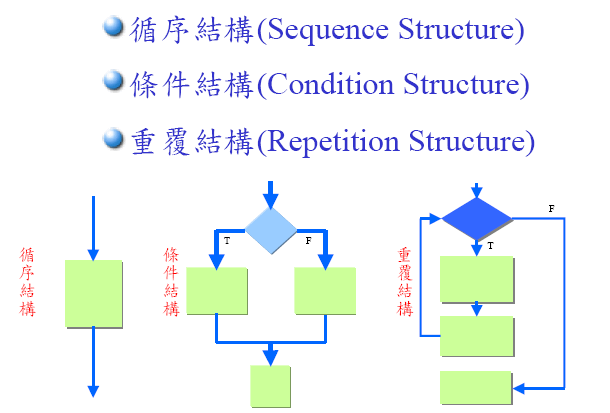 循序結構(Sequence Structure)
條件結構(Condition Structure)
重覆結構(Repetition Structure)
循序結構
條件結構
T
F
重覆結構
F
T